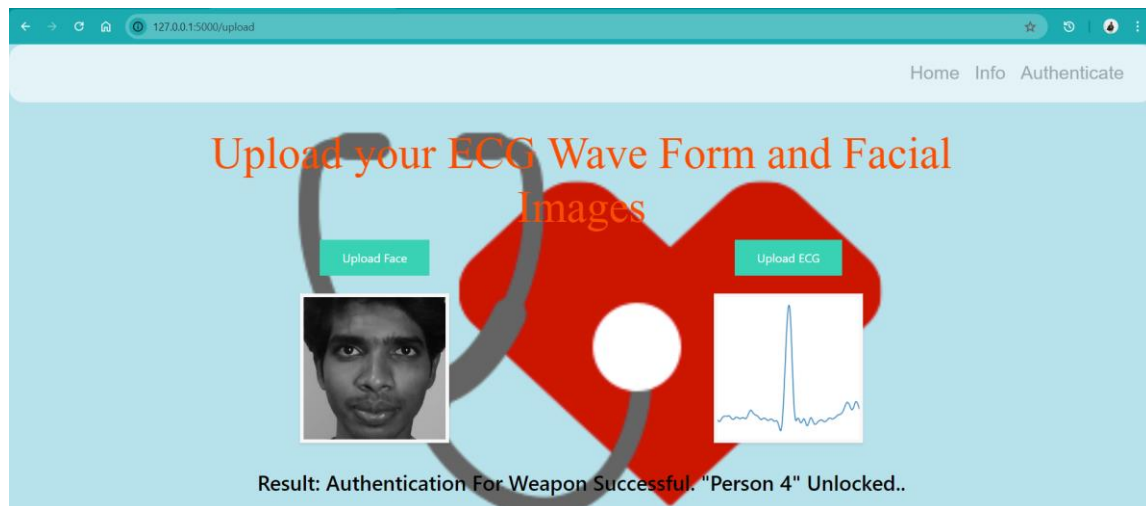 127.0.0.1:5000/upload
Home Info Authenticate
Upload your ECG Wave Form and Facial
Images
Upload Face
Upload ECG
Result: Authentication For Weapon Successful. "Person 4" Unlocked..